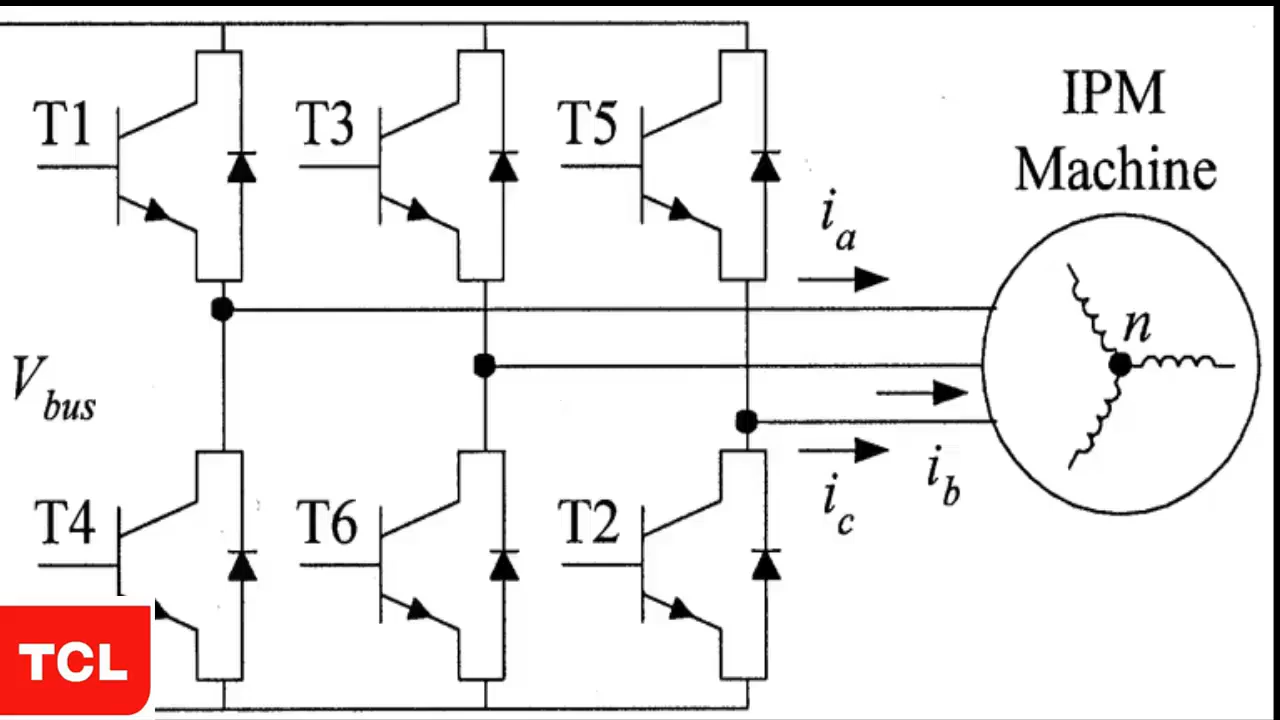 IPM
Machine
T1
T3
T5
i_a
n
V_bus
i_b
i_c
T4
T6
T2
TCL